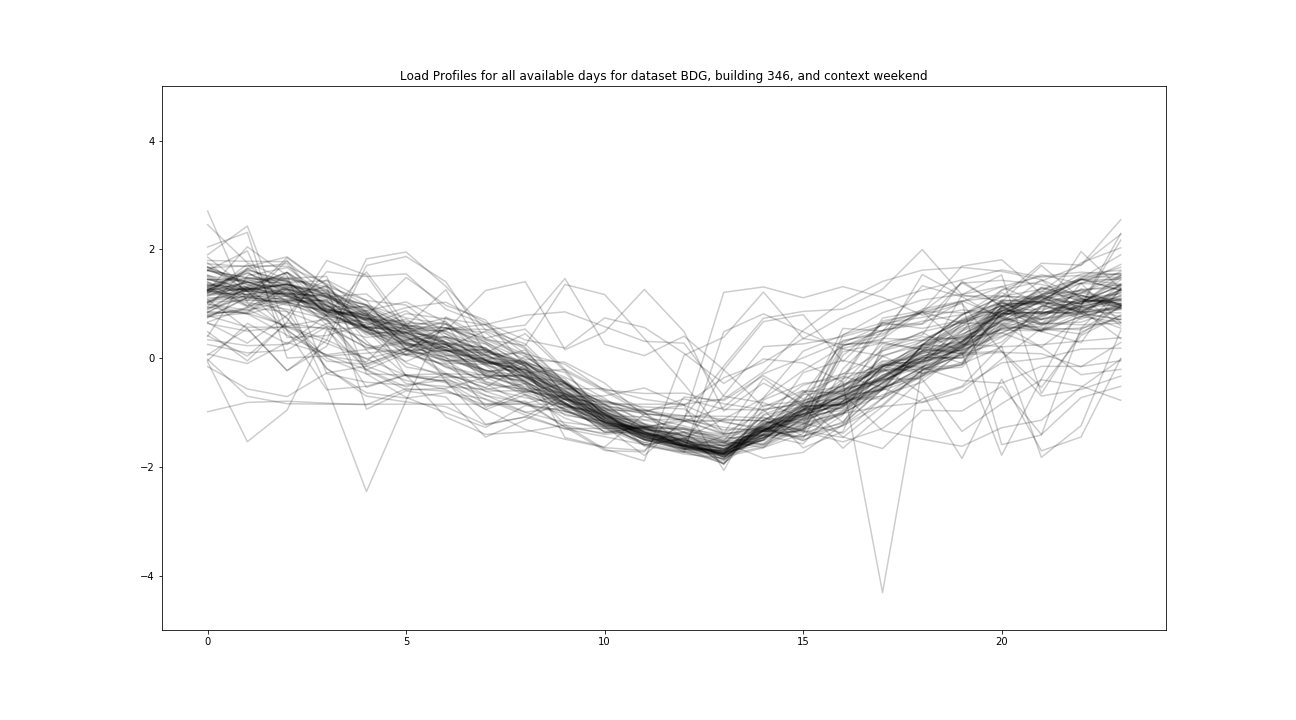 Load Profiles for all available days for dataset BDG, building 346, and context weekend
4
2
0
−2
−4
0 5 10 15 20